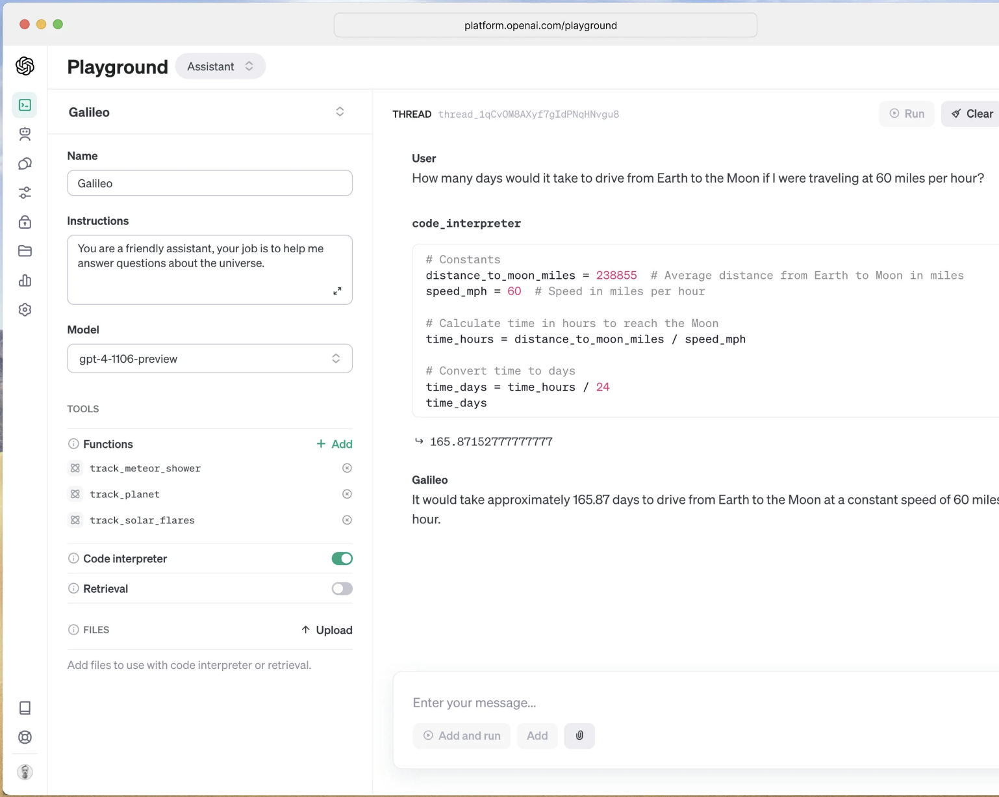 platform.openai.com/playground
Playground
Assistant
Galileo
Name
Galileo
Instructions
You are a friendly assistant, your job is to help me
answer questions about the universe.
Model
gpt-4-1106-preview
TOOLS
Functions
+ Add
track_meteor_shower
track_planet
track_solar_flares
Code interpreter
Retrieval
FILES
Upload
Add files to use with code interpreter or retrieval.
THREAD thread_1qCvOM8AXyf7gIdPNqHNvgu8
Run
Clear
User
How many days would it take to drive from Earth to the Moon if I were traveling at 60 miles per hour?
code_interpreter
# Constants
distance_to_moon_miles = 238855  # Average distance from Earth to Moon in miles
speed_mph = 60  # Speed in miles per hour
# Calculate time in hours to reach the Moon
time_hours = distance_to_moon_miles / speed_mph
# Convert time to days
time_days = time_hours / 24
time_days
165.87152777777777
Galileo
It would take approximately 165.87 days to drive from Earth to the Moon at a constant speed of 60 miles
hour.
Enter your message...
Add and run
Add